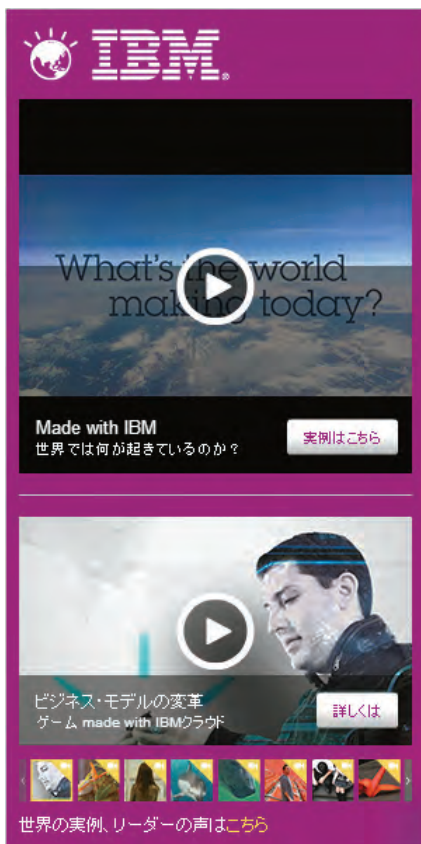 IBM®
What's the world
making today?
Made with IBM
世界では何が起きているのか？
実例はこちら
ビジネス・モデルの変革
ゲーム made with IBMクラウド
詳しくは
世界の実例、リーダーの声はこちら